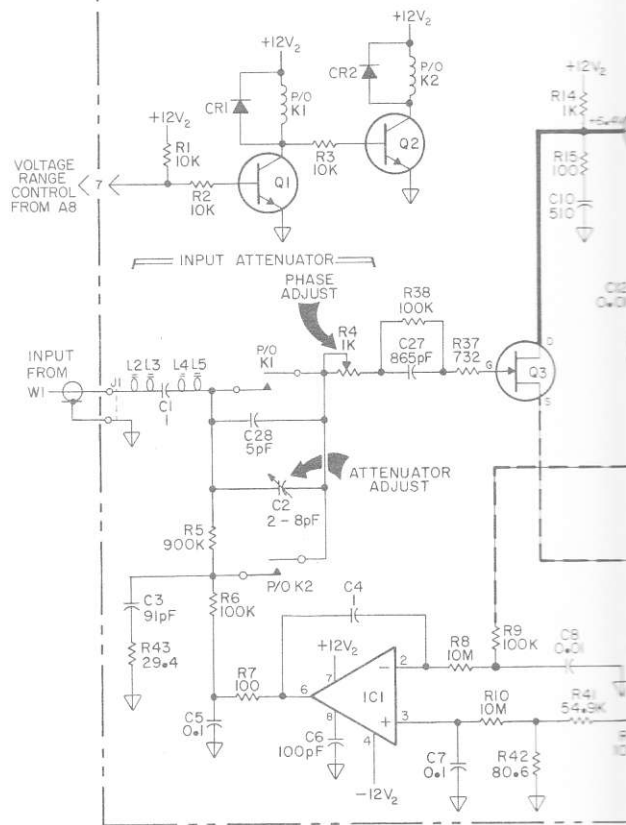 +12V2
CR2
P/O
K2
+12V2
CR1
P/O
K1
+12V2
R1
10K
R3
10K
Q2
+12V2
R14
1K
R15
100
C10
510
VOLTAGE
RANGE
CONTROL
FROM A8
7
R2
10K
Q1
INPUT ATTENUATOR
PHASE
ADJUST
R4
1K
R38
100K
C27
865pF
R37
732
G
D
S
Q3
INPUT
FROM
W1
J1
L2 L3
C1
1
L4 L5
P/O
K1
C28
5pF
C2
2 - 8pF
ATTENUATOR
ADJUST
R5
900K
P/O K2
C3
91pF
R43
29.4
R6
100K
C4
1
+12V2
7
R7
100
6
IC1
2
3
8
4
-
+
C5
0.1
C6
100pF
-12V2
R8
10M
R9
100K
C8
0.01
R10
10M
R41
54.9K
C7
0.1
R42
80.6